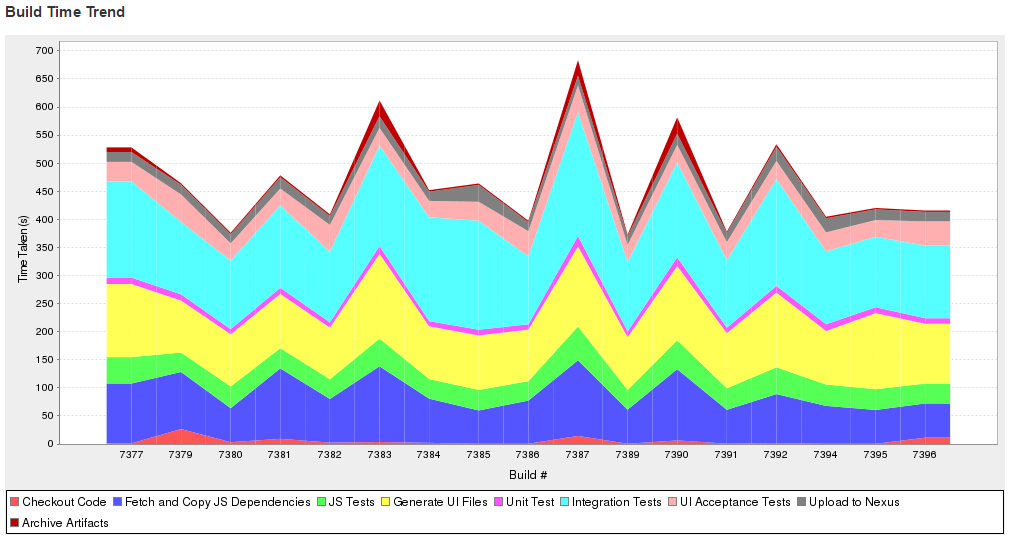 Build Time Trend
700
650
600
550
500
450
400
350
300
250
200
150
100
50
0
Time Taken (s)
7377 7379 7380 7381 7382 7383 7384 7385 7386 7387 7389 7390 7391 7392 7394 7395 7396
Build #
Checkout Code Fetch and Copy JS Dependencies JS Tests Generate UI Files Unit Test Integration Tests UI Acceptance Tests Upload to Nexus
Archive Artifacts